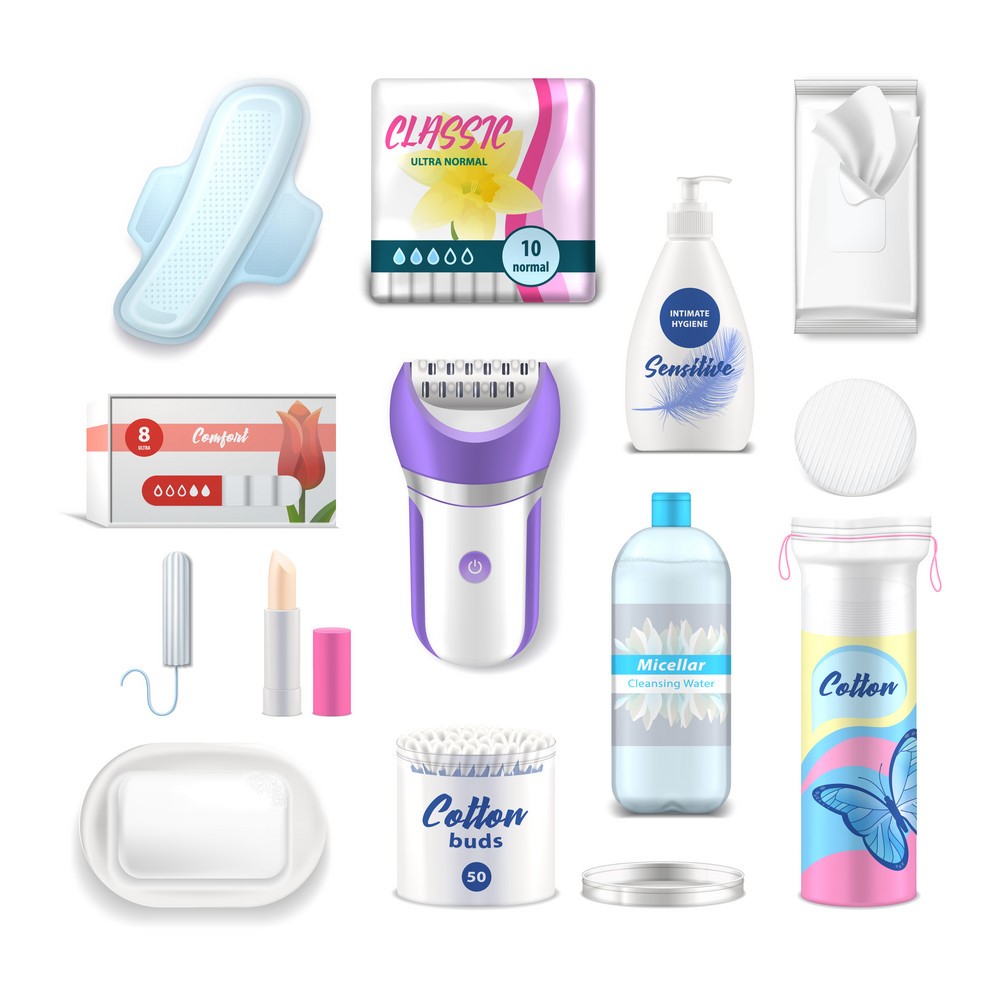 CLASSIC
ULTRA NORMAL
10
normal
INTIMATE
HYGIENE
Sensitive
8
ULTRA
Comfort
Micellar
Cleansing Water
Cotton
Cotton
buds
50